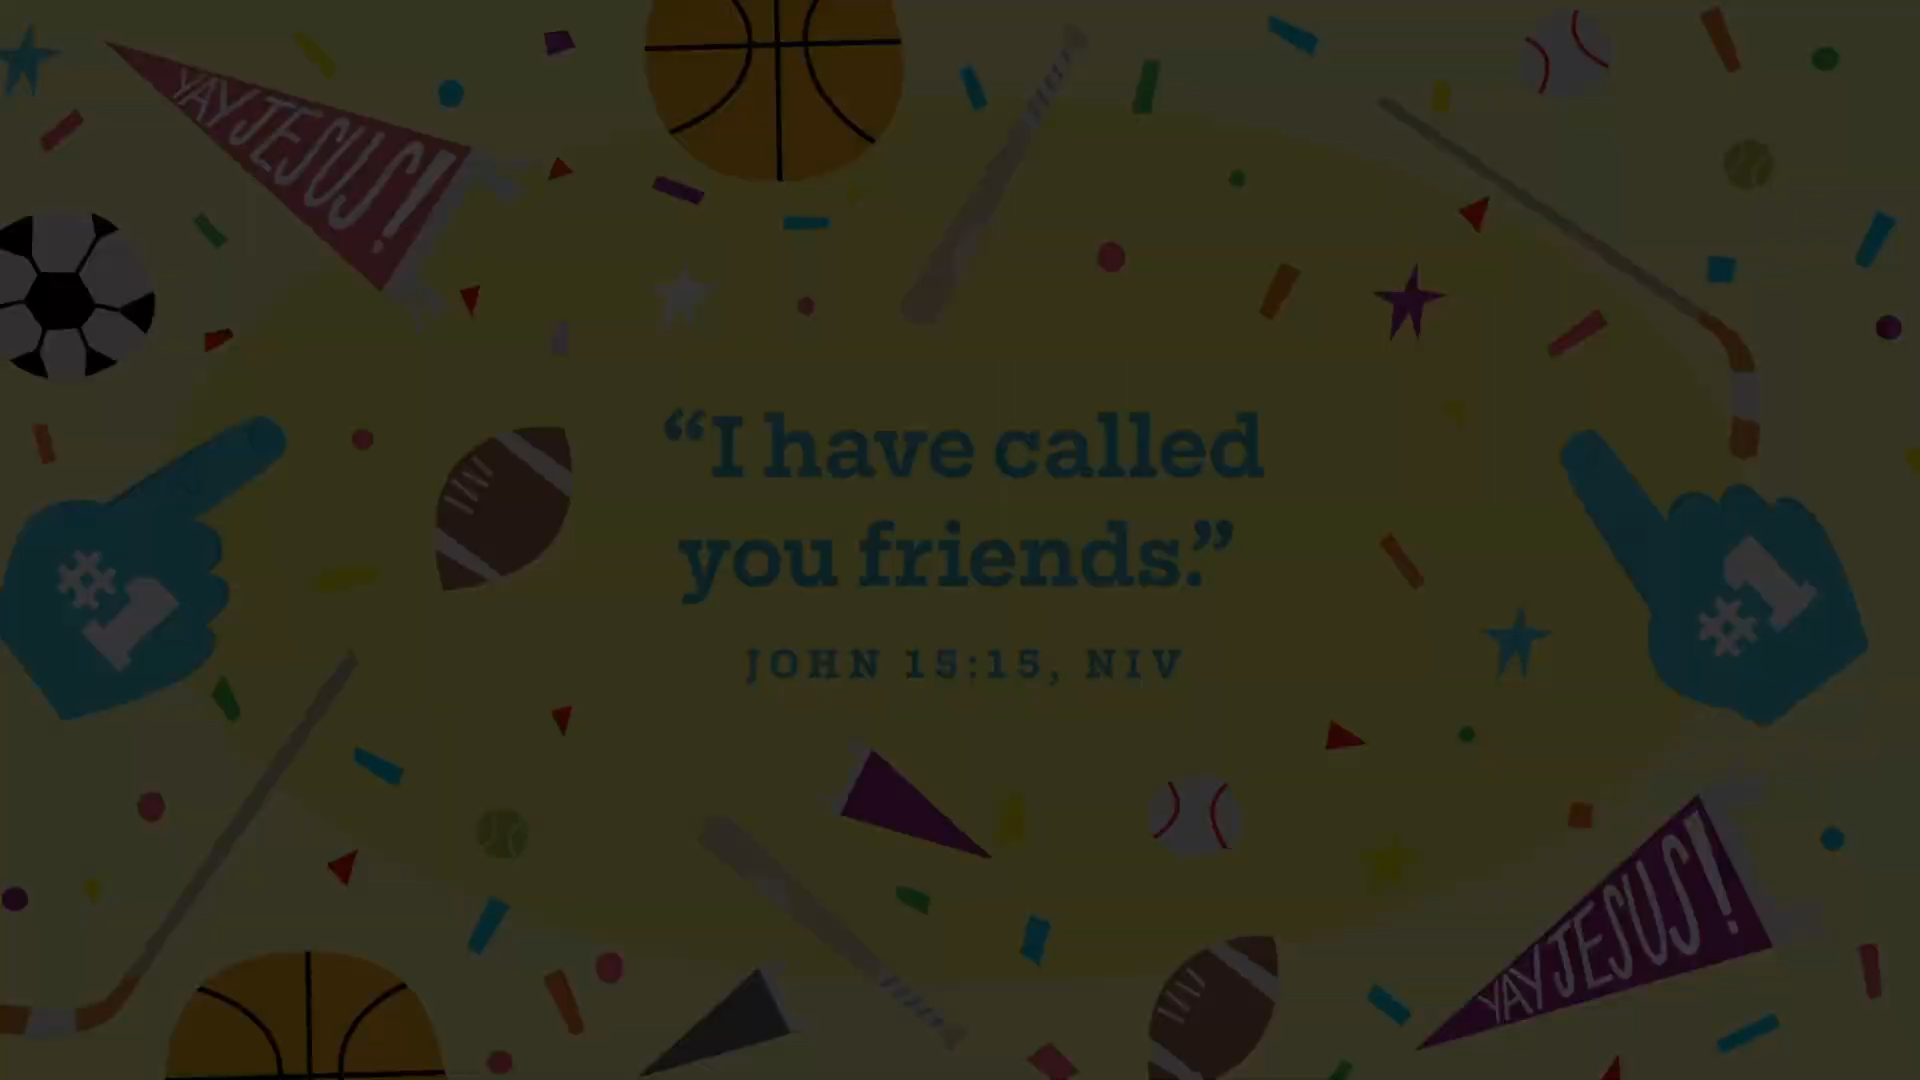 YAY JESUS!
“I have called
you friends.”
JOHN 15:15, NIV
#1
#1
YAY JESUS!